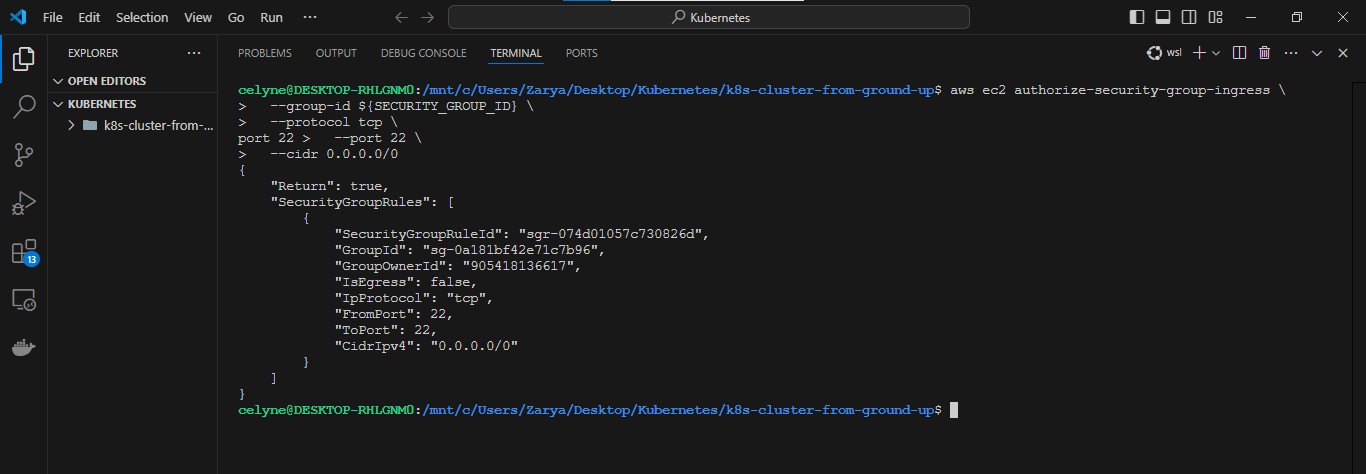 File Edit Selection View Go Run ··· ← → Kubernetes
EXPLORER ···
OPEN EDITORS
KUBERNETES
k8s-cluster-from-...
13
PROBLEMS OUTPUT DEBUG CONSOLE TERMINAL PORTS wsl
celyne@DESKTOP-RHLGNM0:/mnt/c/Users/Zarya/Desktop/Kubernetes/k8s-cluster-from-ground-up$ aws ec2 authorize-security-group-ingress \
>   --group-id ${SECURITY_GROUP_ID} \
>   --protocol tcp \
port 22 >   --port 22 \
>   --cidr 0.0.0.0/0
{
    "Return": true,
    "SecurityGroupRules": [
        {
            "SecurityGroupRuleId": "sgr-074d01057c730826d",
            "GroupId": "sg-0a181bf42e71c7b96",
            "GroupOwnerId": "905418136617",
            "IsEgress": false,
            "IpProtocol": "tcp",
            "FromPort": 22,
            "ToPort": 22,
            "CidrIpv4": "0.0.0.0/0"
        }
    ]
}
celyne@DESKTOP-RHLGNM0:/mnt/c/Users/Zarya/Desktop/Kubernetes/k8s-cluster-from-ground-up$